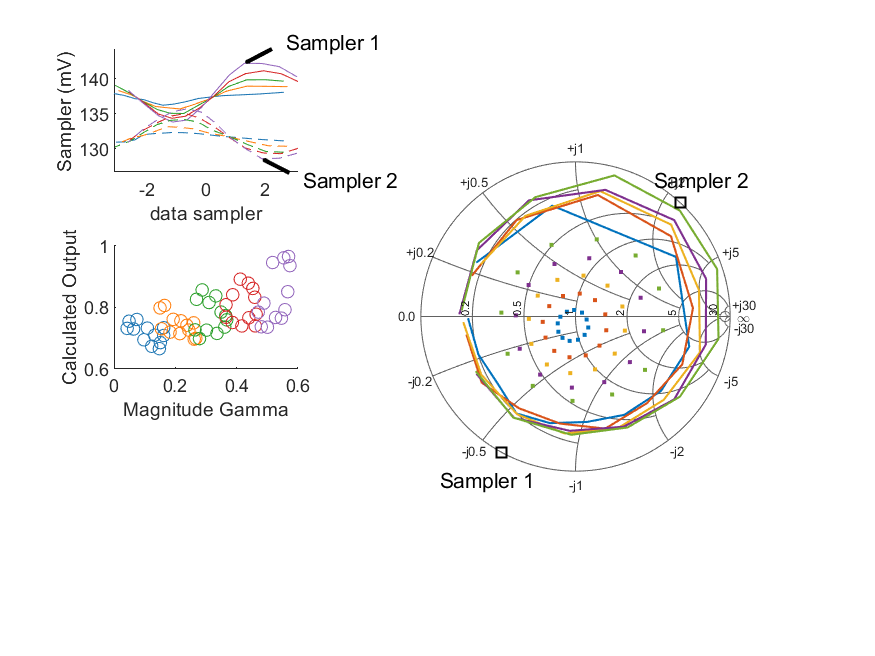 Sampler 1
Sampler (mV)
140
135
130
-2
0
2
Sampler 2
data sampler
Calculated Output
1
0.8
0.6
0
0.2
0.4
0.6
Magnitude Gamma
+j1
+j0.5
Sampler 2
+j0.2
+j5
0.0
0.2
0.5
1
2
5
30
+j30
∞
-j30
-j0.2
-j5
-j0.5
-j2
Sampler 1
-j1